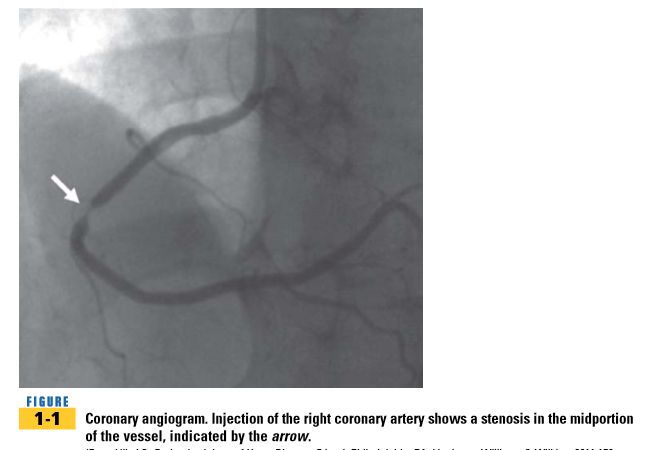 FIGURE
1-1
Coronary angiogram. Injection of the right coronary artery shows a stenosis in the midportion
of the vessel, indicated by the arrow.